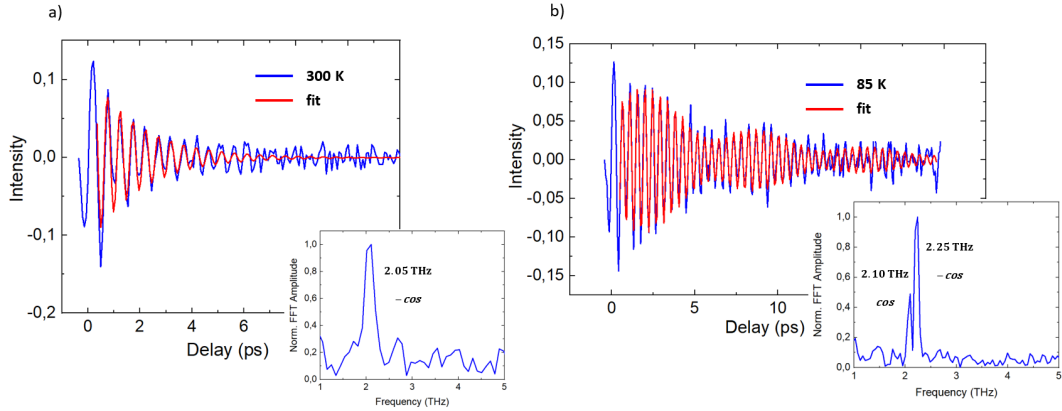 a)
0,1
0,0
-0,1
-0,2
Intensity
300 K
fit
0
2
4
6
8
10
12
Delay (ps)
1,0
0,8
0,6
0,4
0,2
0,0
Norm. FFT Amplitude
2.05 THz
−cos
1
2
3
4
5
Frequency (THz)
b)
0,15
0,10
0,05
0,00
-0,05
-0,10
-0,15
Intensity
85 K
fit
0
5
10
Delay (ps)
1,0
0,8
0,6
0,4
0,2
0,0
Norm. FFT Amplitude
2.10 THz
cos
2.25 THz
−cos
1
2
3
4
5
Frequency (THz)